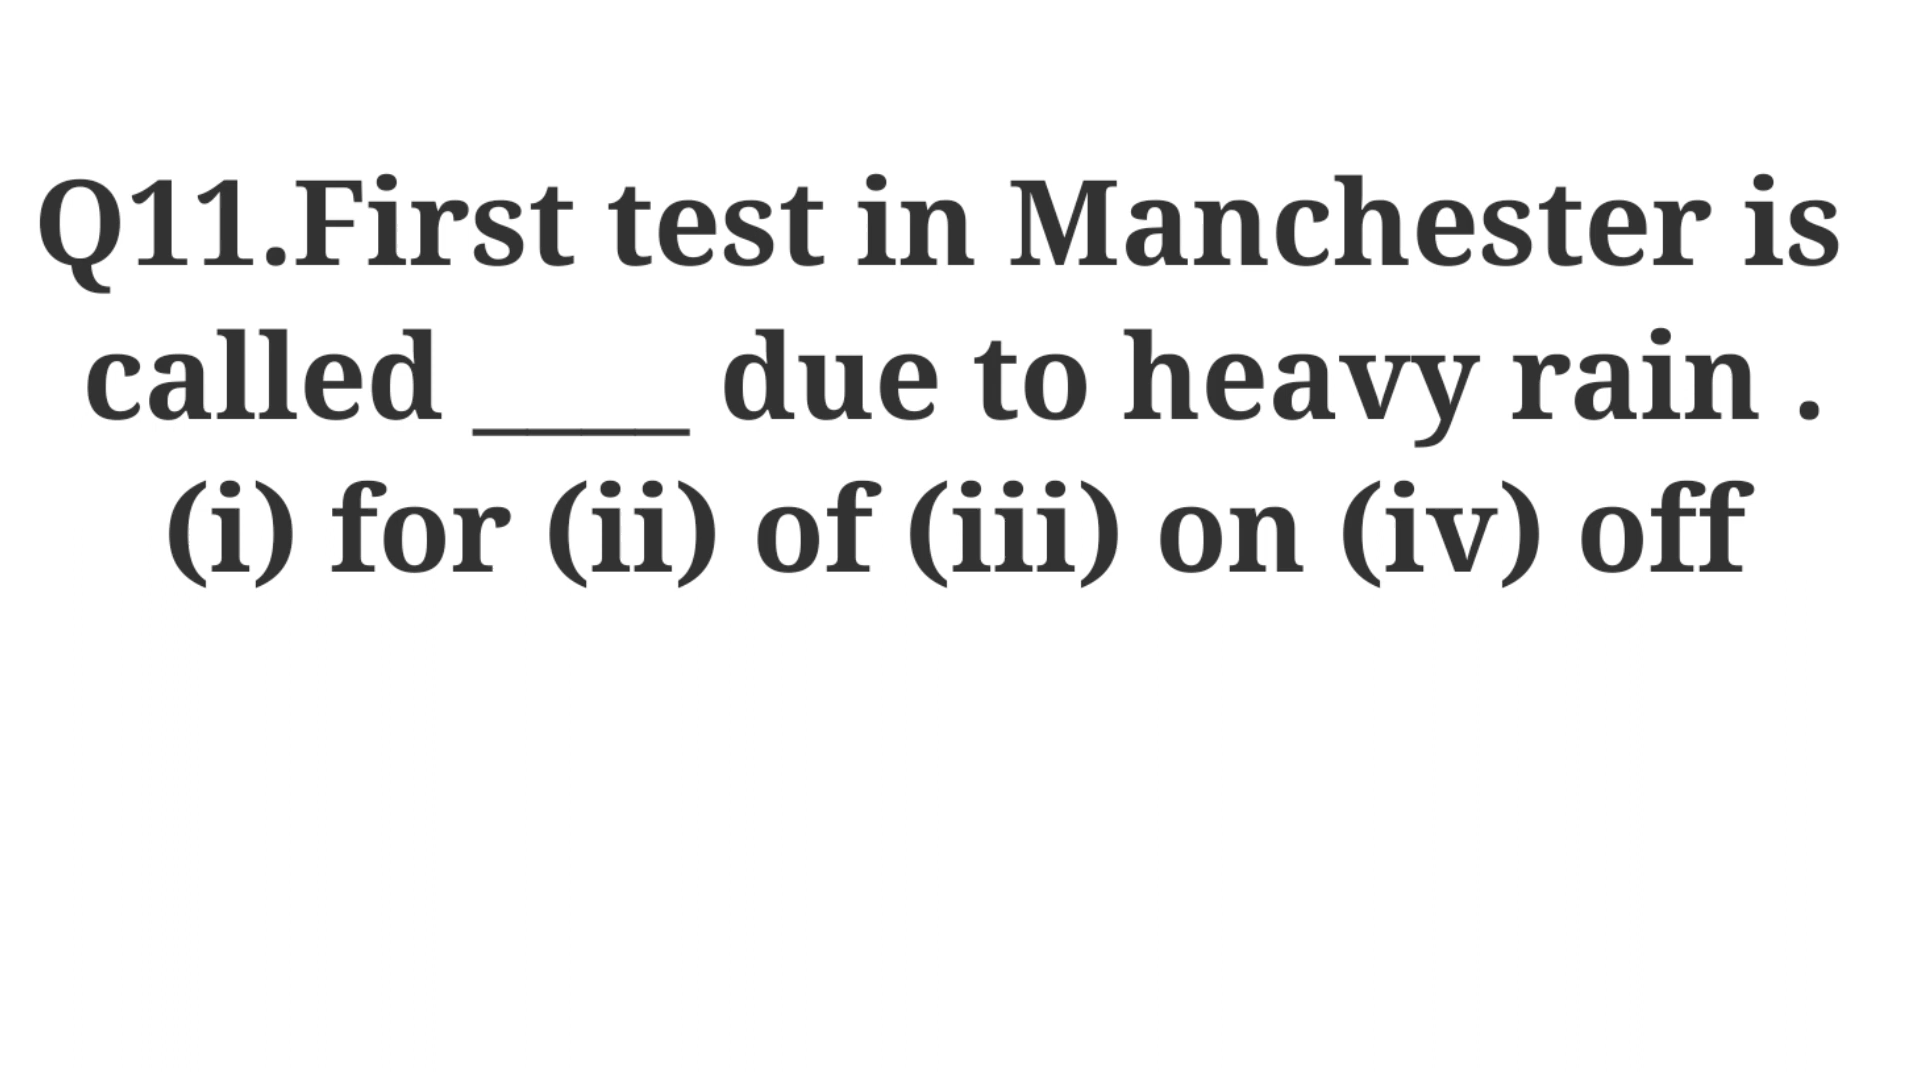 Q11.First test in Manchester is
called ____ due to heavy rain .
(i) for (ii) of (iii) on (iv) off